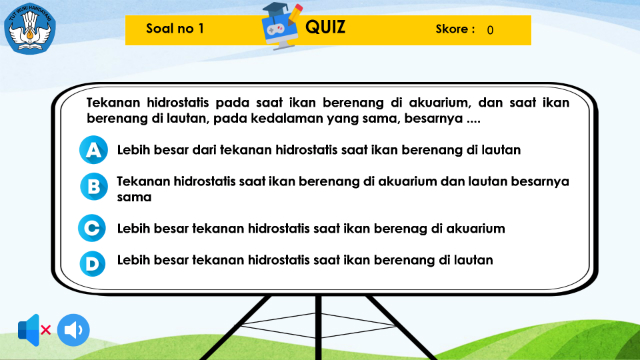 TUT WURI HANDAYANI
Soal no 1
QUIZ
Skore : 0
Tekanan hidrostatis pada saat ikan berenang di akuarium, dan saat ikan
berenang di lautan, pada kedalaman yang sama, besarnya ....
A Lebih besar dari tekanan hidrostatis saat ikan berenang di lautan
B Tekanan hidrostatis saat ikan berenang di akuarium dan lautan besarnya
sama
C Lebih besar tekanan hidrostatis saat ikan berenag di akuarium
D Lebih besar tekanan hidrostatis saat ikan berenang di lautan